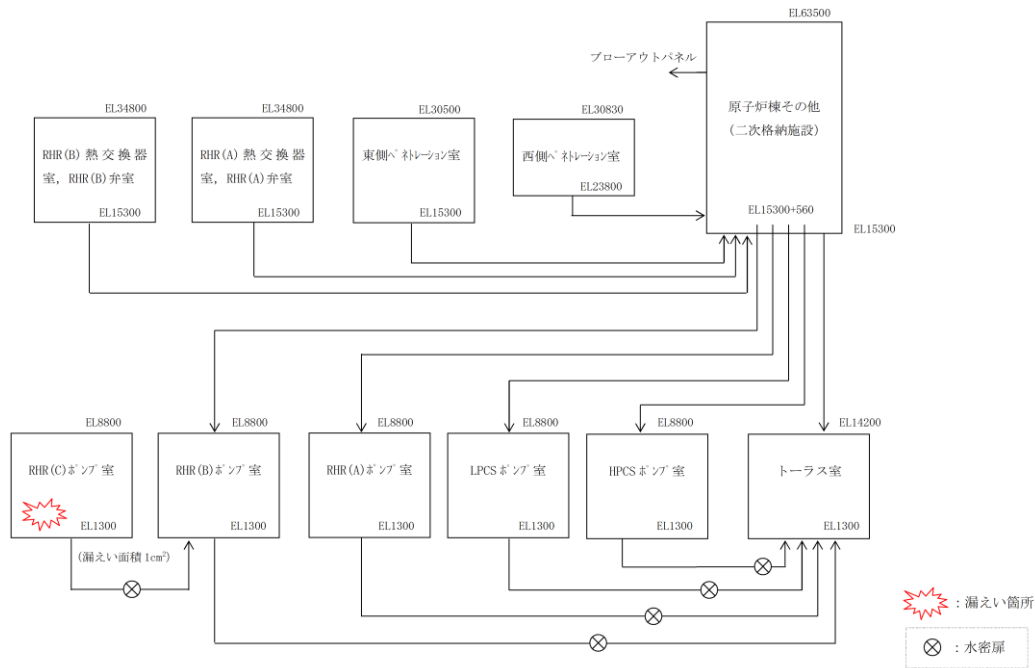 EL63500
ブローアウトパネル
原子炉棟その他
(二次格納施設)
EL15300+560
EL15300
EL34800
RHR(B)熱交換器
室, RHR(B)弁室
EL15300
EL34800
RHR(A)熱交換器
室, RHR(A)弁室
EL15300
EL30500
東側ペネトレーション室
EL15300
EL30830
西側ペネトレーション室
EL23800
EL8800
RHR(C)ポンプ室
EL1300
(漏えい面積1cm²)
EL8800
RHR(B)ポンプ室
EL1300
EL8800
RHR(A)ポンプ室
EL1300
EL8800
LPCSポンプ室
EL1300
EL8800
HPCSポンプ室
EL1300
EL14200
トーラス室
EL1300
:漏えい箇所
:水密扉